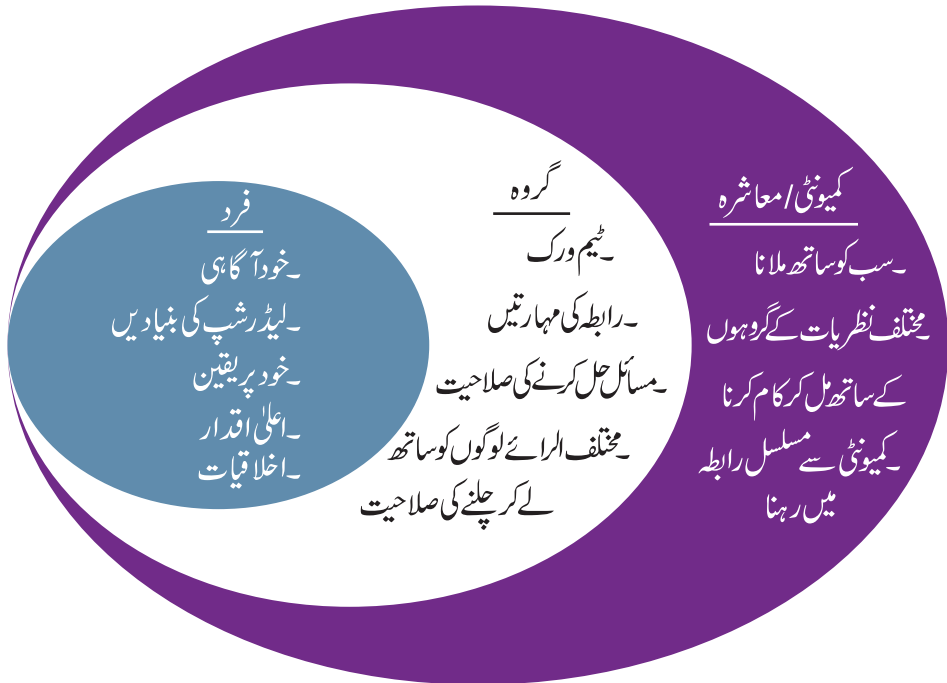 کمیونٹی/معاشرہ
۔سب کو ساتھ ملانا
۔مختلف نظریات کے گروہوں
کے ساتھ مل کر کام کرنا
۔کمیونٹی سے مسلسل رابطہ
میں رہنا
گروہ
۔ٹیم ورک
۔رابطہ کی مہارتیں
۔مسائل حل کرنے کی صلاحیت
۔مختلف الرائے لوگوں کو ساتھ
لے کر چلنے کی صلاحیت
فرد
۔خود آگاہی
۔لیڈرشپ کی بنیادیں
۔خود پر یقین
۔اعلیٰ اقدار
۔اخلاقیات